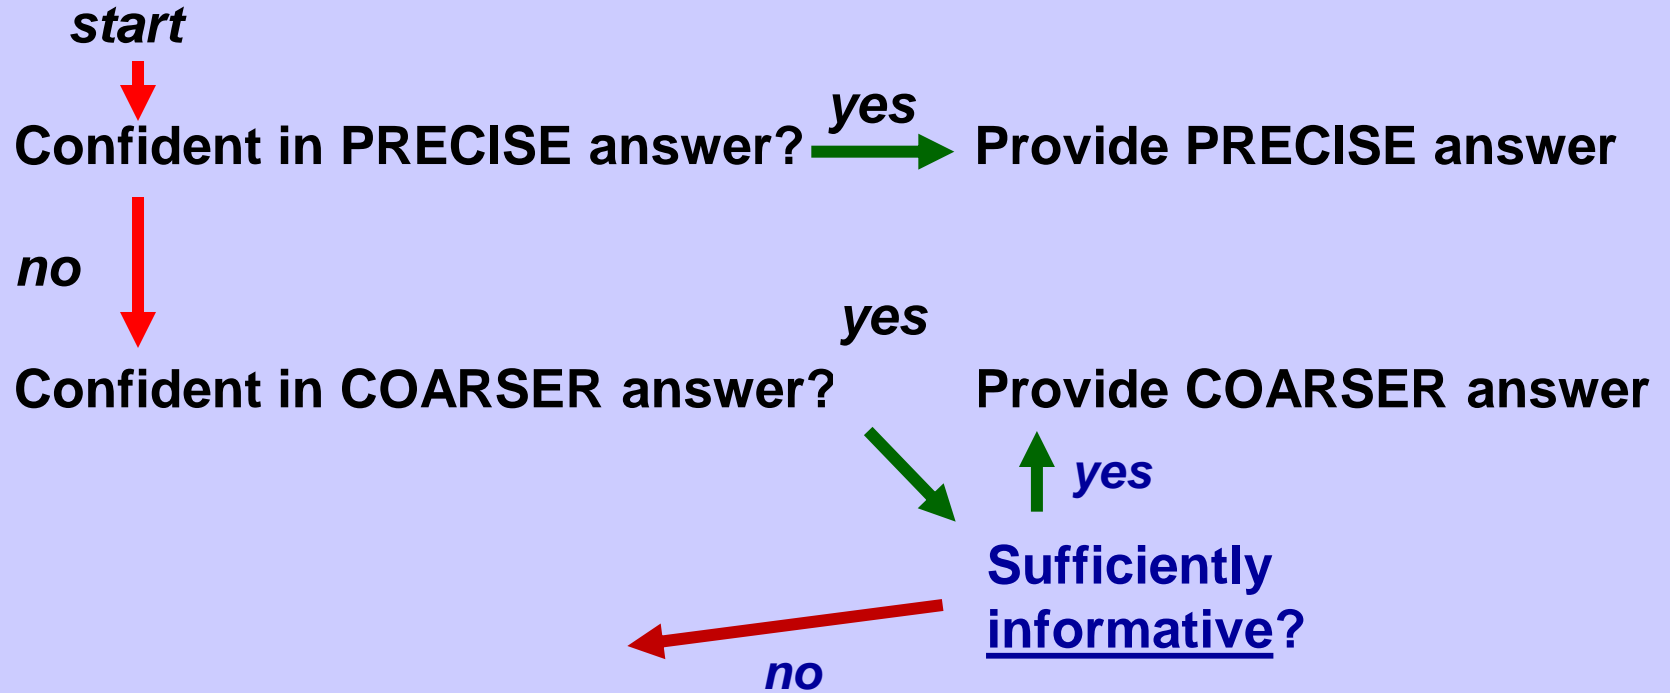 start
yes
Confident in PRECISE answer?
Provide PRECISE answer
no
yes
Confident in COARSER answer?
Provide COARSER answer
yes
Sufficiently
informative?
no